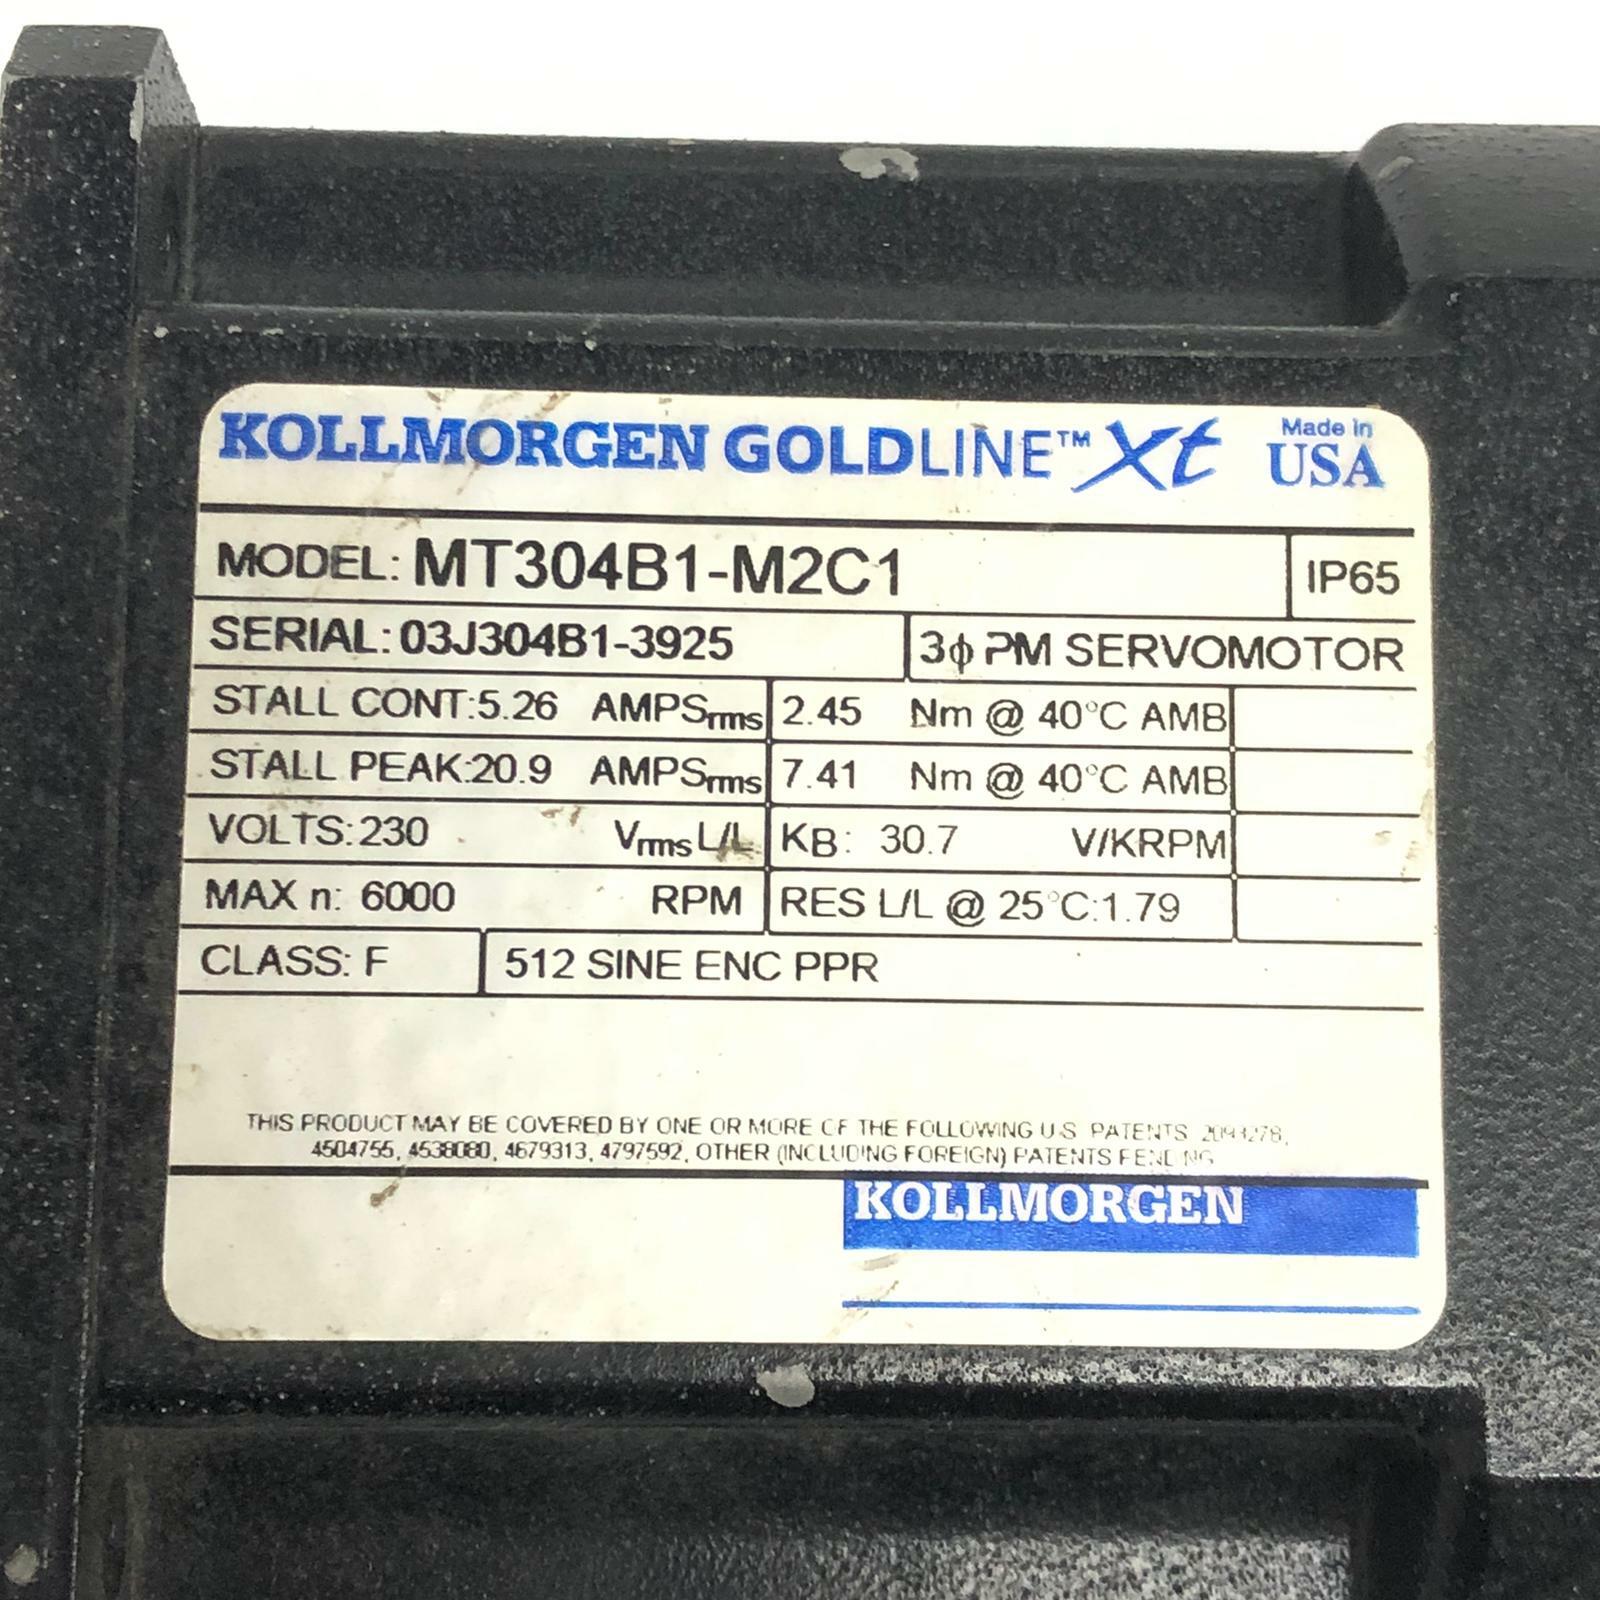 KOLLMORGEN GOLDLINE™ Xt Made in USA
MODEL: MT304B1-M2C1 IP65
SERIAL: 03J304B1-3925 3ϕ PM SERVOMOTOR
STALL CONT:5.26 AMPSrms 2.45 Nm @ 40°C AMB
STALL PEAK:20.9 AMPSrms 7.41 Nm @ 40°C AMB
VOLTS:230 Vrms L/L KB: 30.7 V/KRPM
MAX n: 6000 RPM RES L/L @ 25°C:1.79
CLASS: F 512 SINE ENC PPR
THIS PRODUCT MAY BE COVERED BY ONE OR MORE OF THE FOLLOWING U.S. PATENTS
4504755, 4538080, 4679313, 4797592, OTHER (INCLUDING FOREIGN) PATENTS PENDING
KOLLMORGEN